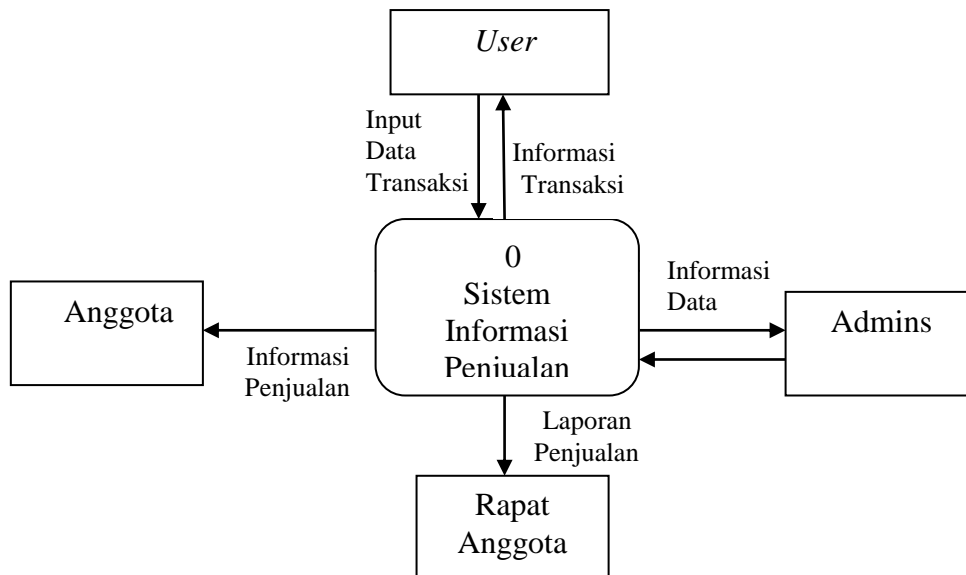 User
Input
Data
Transaksi
Informasi
Transaksi
0
Sistem
Informasi
Penjualan
Informasi
Data
Anggota
Admins
Informasi
Penjualan
Laporan
Penjualan
Rapat
Anggota